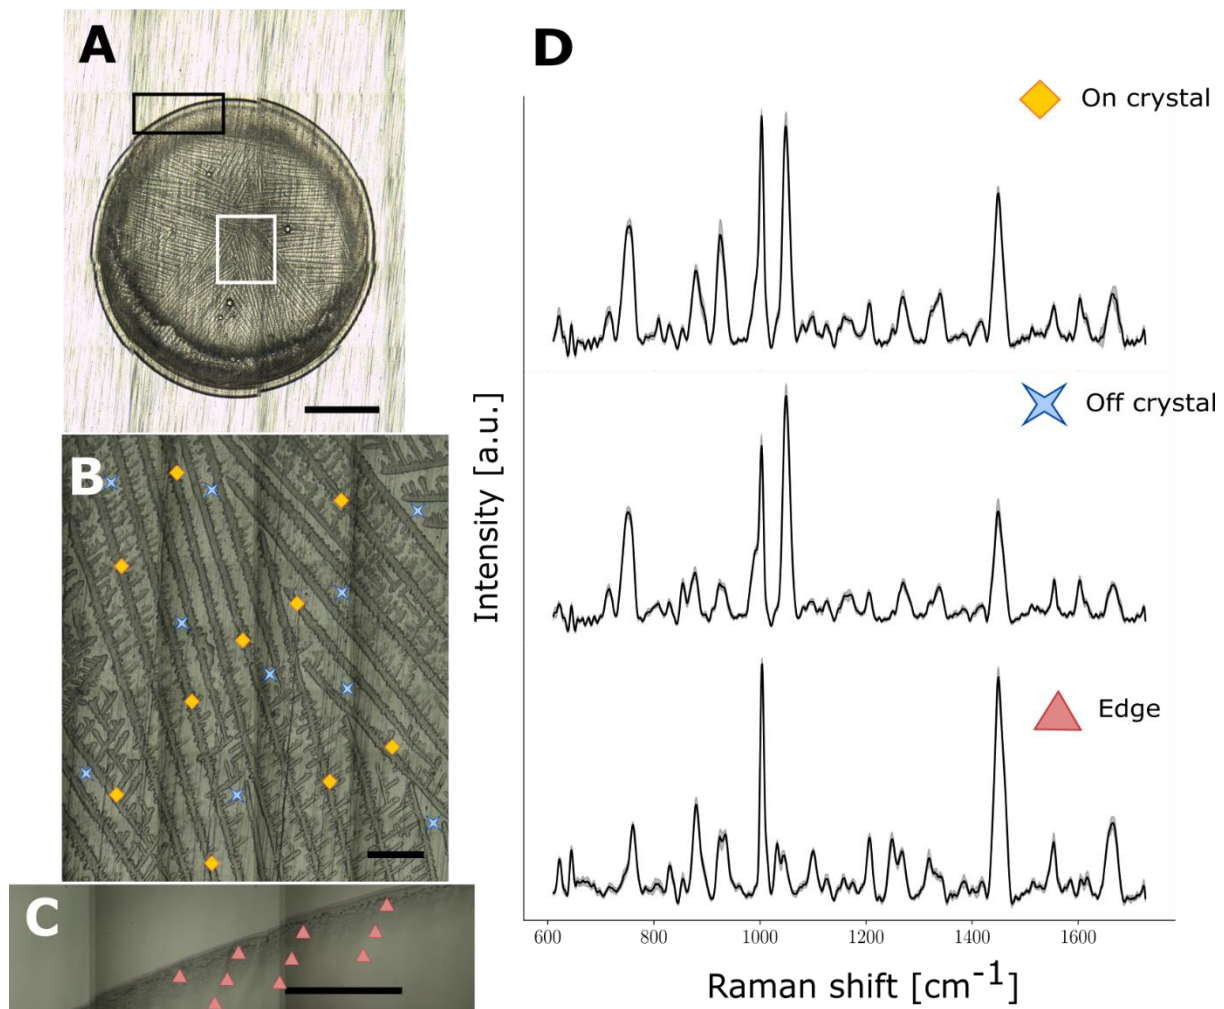 A
B
C
D
On crystal
Off crystal
Edge
Intensity [a.u.]
600 800 1000 1200 1400 1600
Raman shift [cm-1]